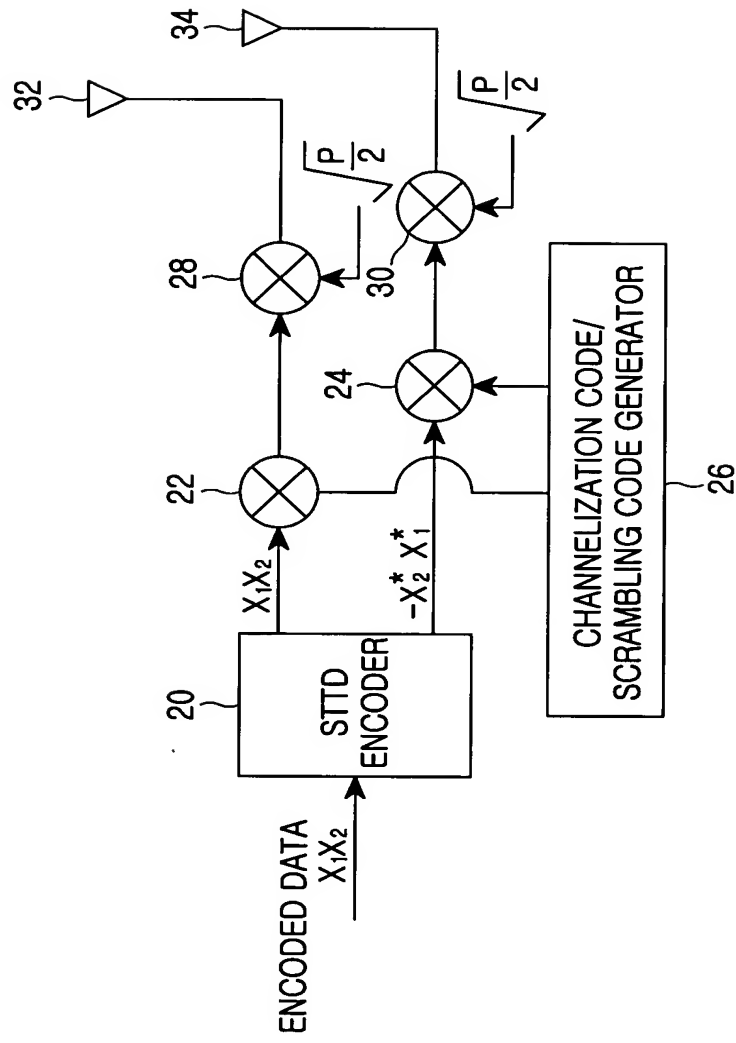 ENCODED DATA
X₁X₂
20
STTD
ENCODER
X₁X₂
-X₂* X₁*
22
24
CHANNELIZATION CODE/
SCRAMBLING CODE GENERATOR
26
28
√P/2
30
√P/2
32
34